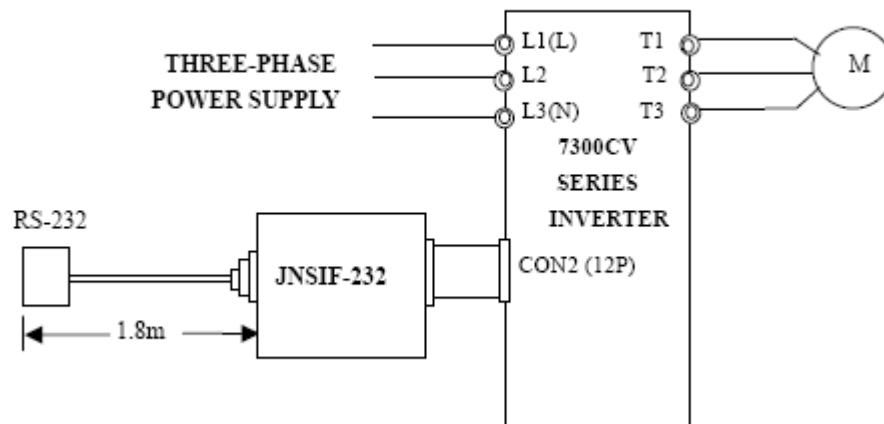 THREE-PHASE
POWER SUPPLY
L1(L)
L2
L3(N)
T1
T2
T3
M
7300CV
SERIES
INVERTER
RS-232
JNSIF-232
CON2 (12P)
1.8m